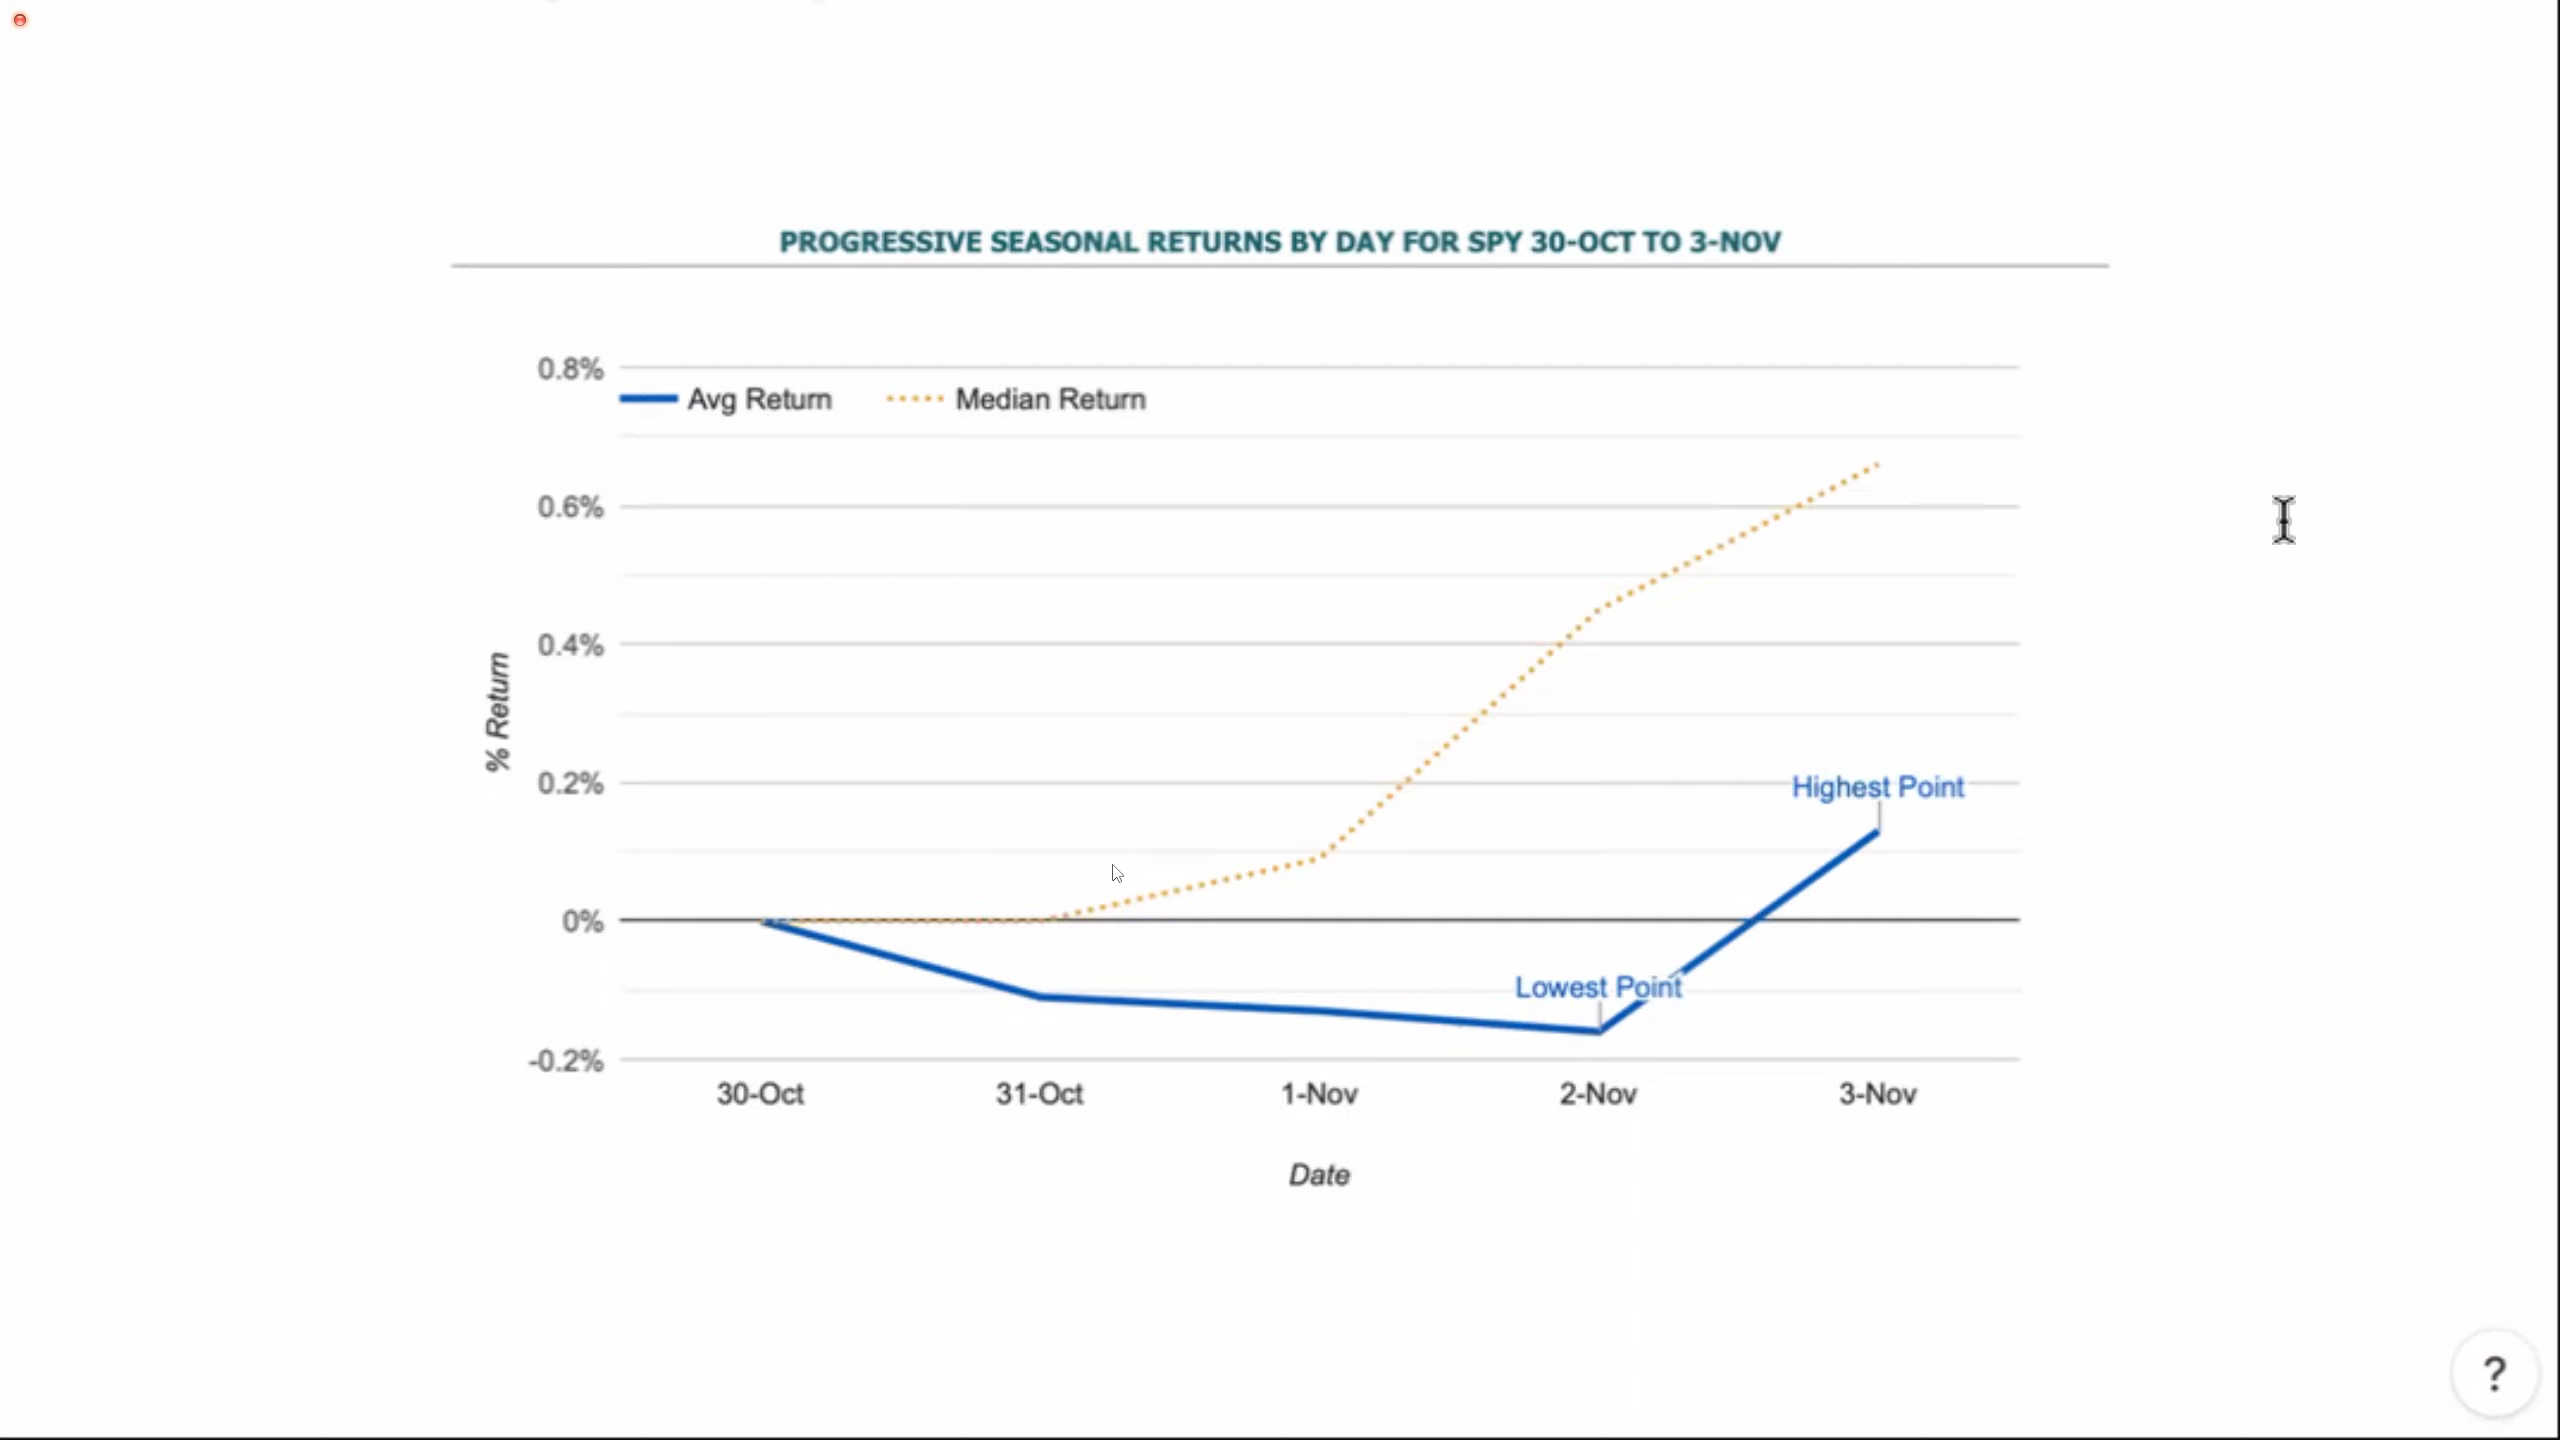 PROGRESSIVE SEASONAL RETURNS BY DAY FOR SPY 30-OCT TO 3-NOV
0.8%
Avg Return
Median Return
0.6%
0.4%
% Return
0.2%
Highest Point
0%
Lowest Point
-0.2%
30-Oct 31-Oct 1-Nov 2-Nov 3-Nov
Date
?